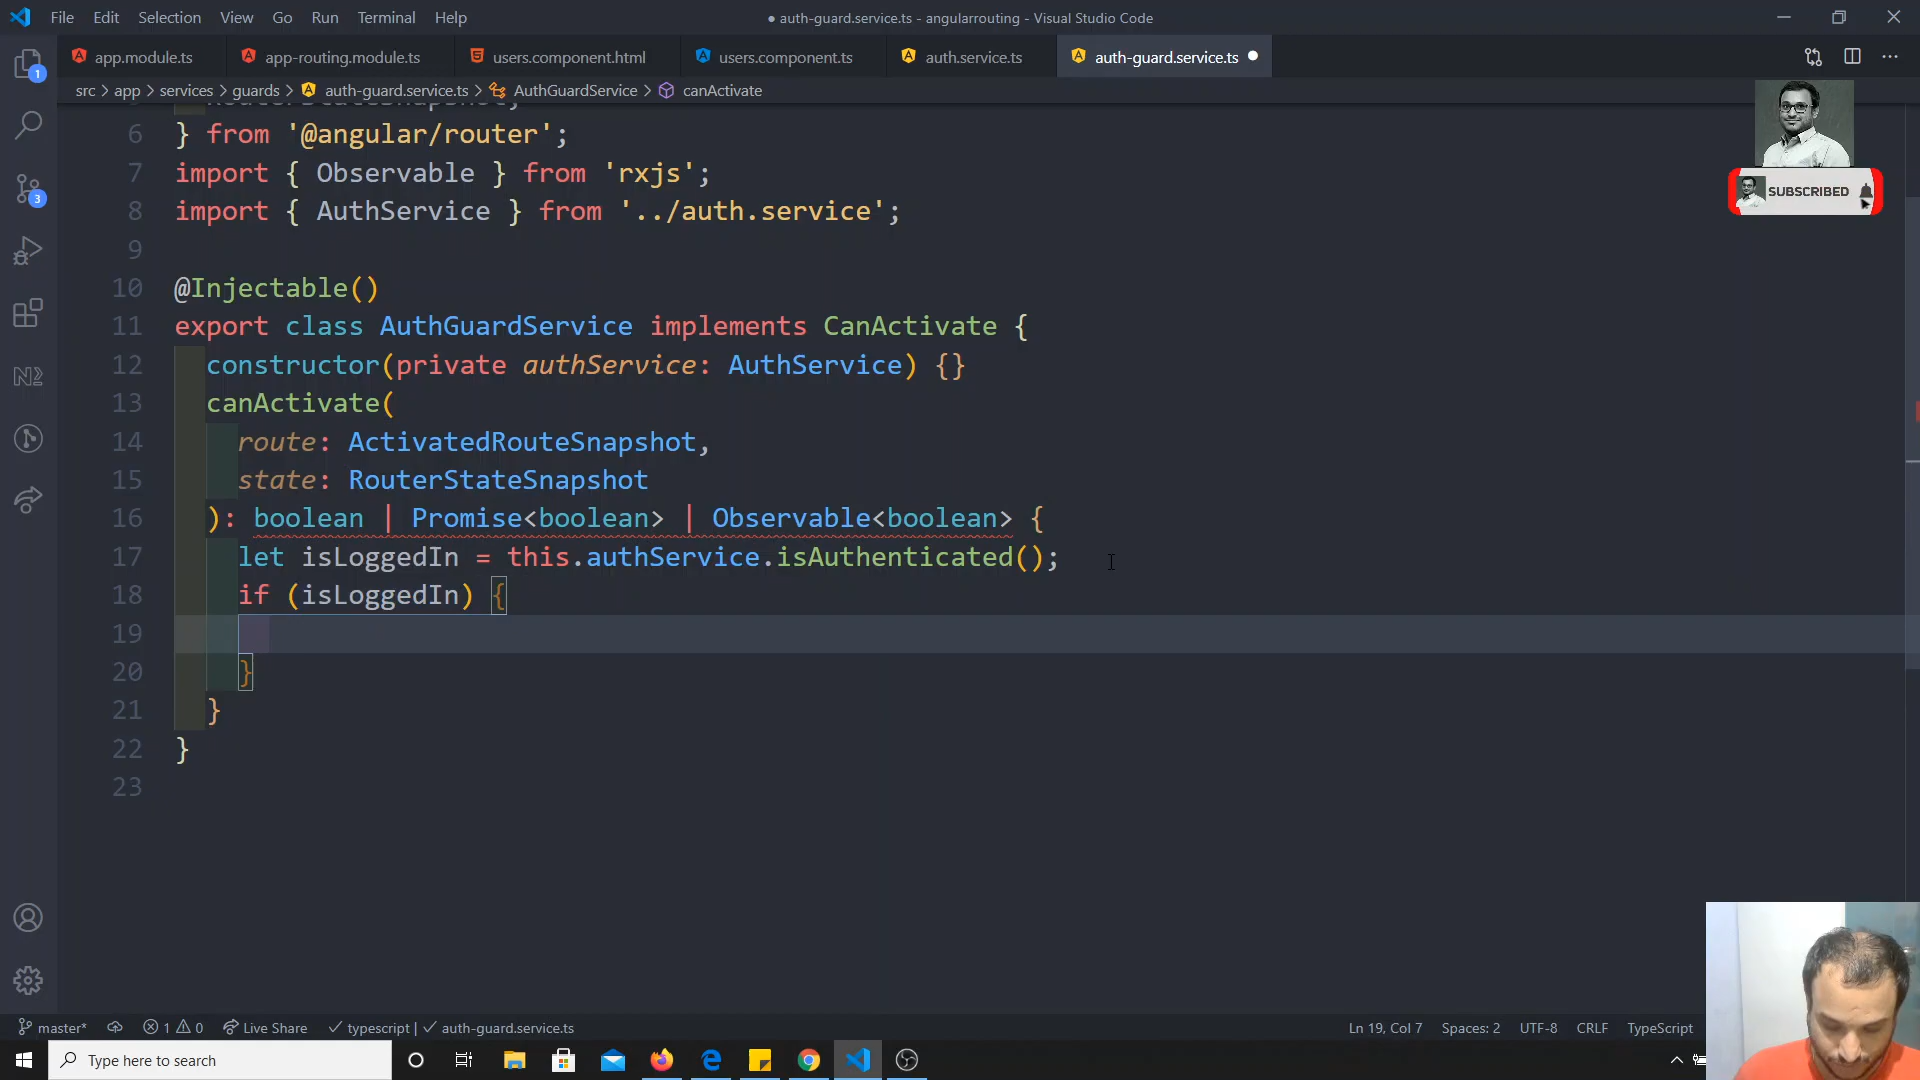 File Edit Selection View Go Run Terminal Help
● auth-guard.service.ts - angularrouting - Visual Studio Code
app.module.ts app-routing.module.ts users.component.html users.component.ts auth.service.ts auth-guard.service.ts
src > app > services > guards > auth-guard.service.ts > AuthGuardService > canActivate
RouterStateSnapshot,
6 } from '@angular/router';
7 import { Observable } from 'rxjs';
8 import { AuthService } from '../auth.service';
9
10 @Injectable()
11 export class AuthGuardService implements CanActivate {
12 constructor(private authService: AuthService) {}
13 canActivate(
14 route: ActivatedRouteSnapshot,
15 state: RouterStateSnapshot
16 ): boolean | Promise<boolean> | Observable<boolean> {
17 let isLoggedIn = this.authService.isAuthenticated();
18 if (isLoggedIn) {
19
20 }
21 }
22 }
23
SUBSCRIBED
1
3
master* 1 0 Live Share typescript | auth-guard.service.ts
Ln 19, Col 7 Spaces: 2 UTF-8 CRLF TypeScript
Type here to search